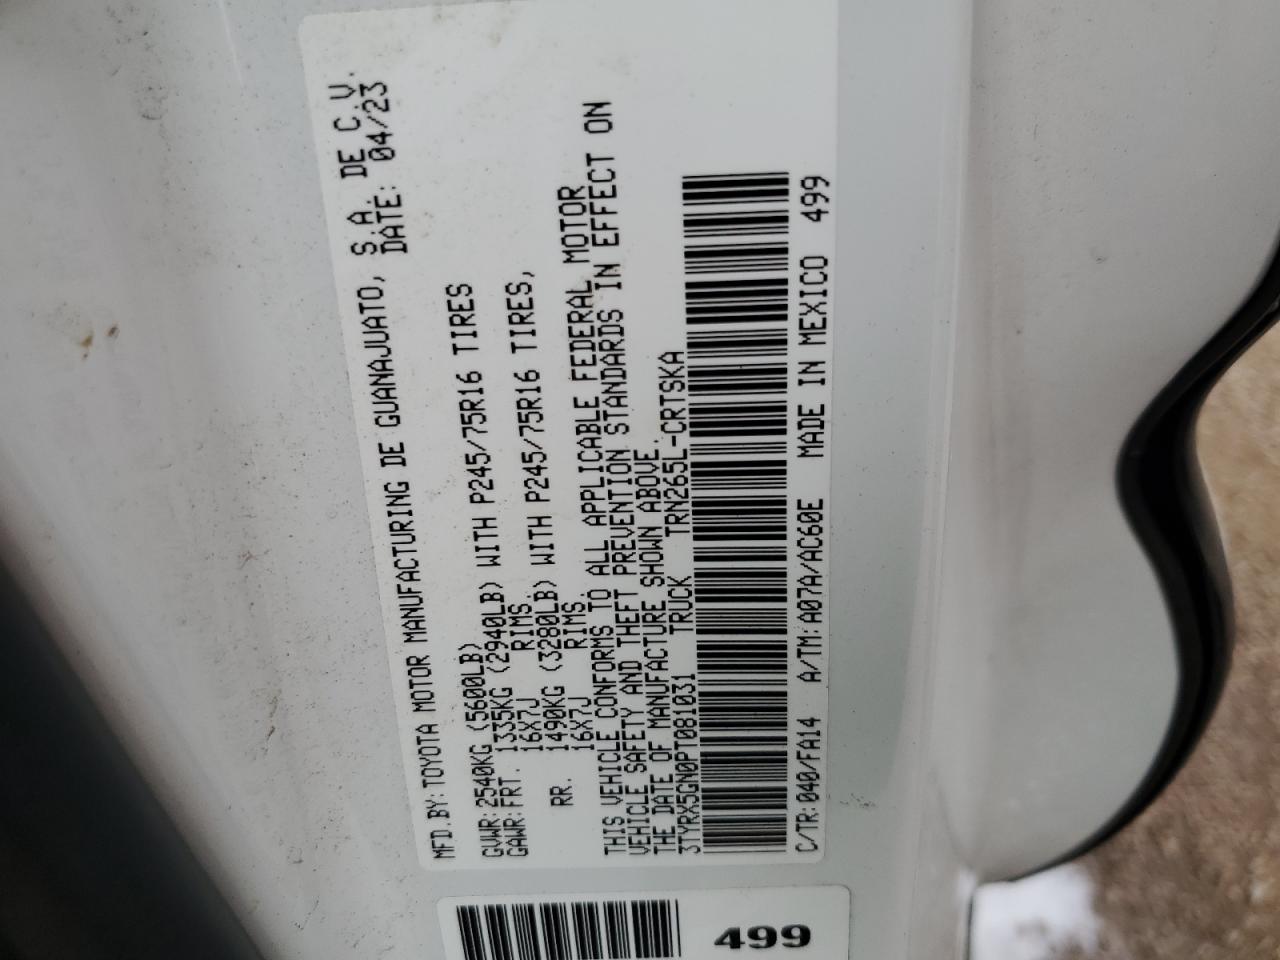 MFD.BY:TOYOTA MOTOR MANUFACTURING DE GUANAJUATO, S.A. DE C.V.
DATE: 04/23
GVWR:2540KG (5600LB)
GAWR:FRT. 1335KG (2940LB) WITH P245/75R16 TIRES
16X7J RIMS.
RR. 1490KG (3280LB) WITH P245/75R16 TIRES,
16X7J RIMS.
THIS VEHICLE CONFORMS TO ALL APPLICABLE FEDERAL MOTOR
VEHICLE SAFETY AND THEFT PREVENTION STANDARDS IN EFFECT ON
THE DATE OF MANUFACTURE SHOWN ABOVE.
3TYRX5GN0PT081031 TRUCK TRN265L-CRTSKA
C/TR:040/FA14 A/TM:A07A/AC60E MADE IN MEXICO 499
499